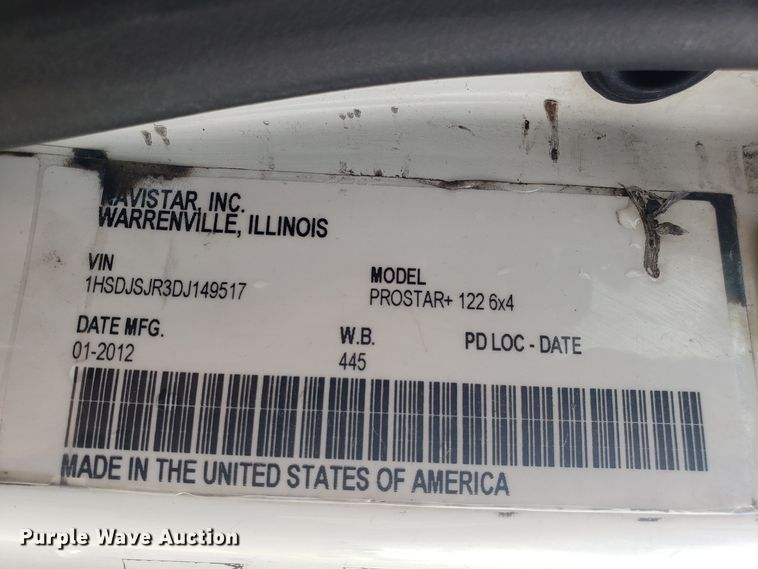 NAVISTAR, INC.
WARRENVILLE, ILLINOIS
VIN
1HSDJSJR3DJ149517
MODEL
PROSTAR+ 122 6x4
DATE MFG.
01-2012
W.B.
445
PD LOC - DATE
MADE IN THE UNITED STATES OF AMERICA
Purple Wave Auction